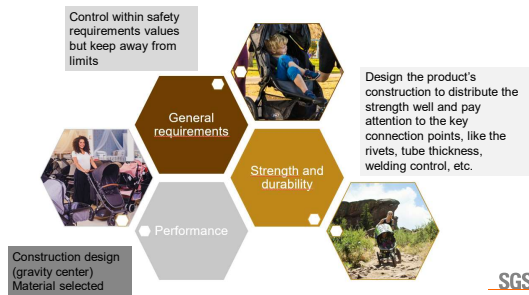 Control within safety
requirements values
but keep away from
limits
General
requirements
Design the product's
construction to distribute the
strength well and pay
attention to the key
connection points, like the
rivets, tube thickness,
welding control, etc.
Strength and
durability
Performance
Construction design
(gravity center)
Material selected
SGS